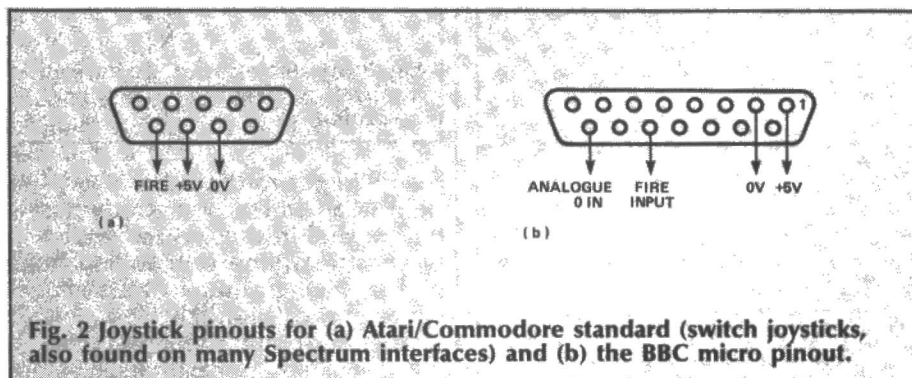 1
FIRE +5V 0V
ANALOGUE FIRE 0V +5V
0 IN INPUT
(a)
(b)
Fig. 2 Joystick pinouts for (a) Atari/Commodore standard (switch joysticks,
also found on many Spectrum interfaces) and (b) the BBC micro pinout.